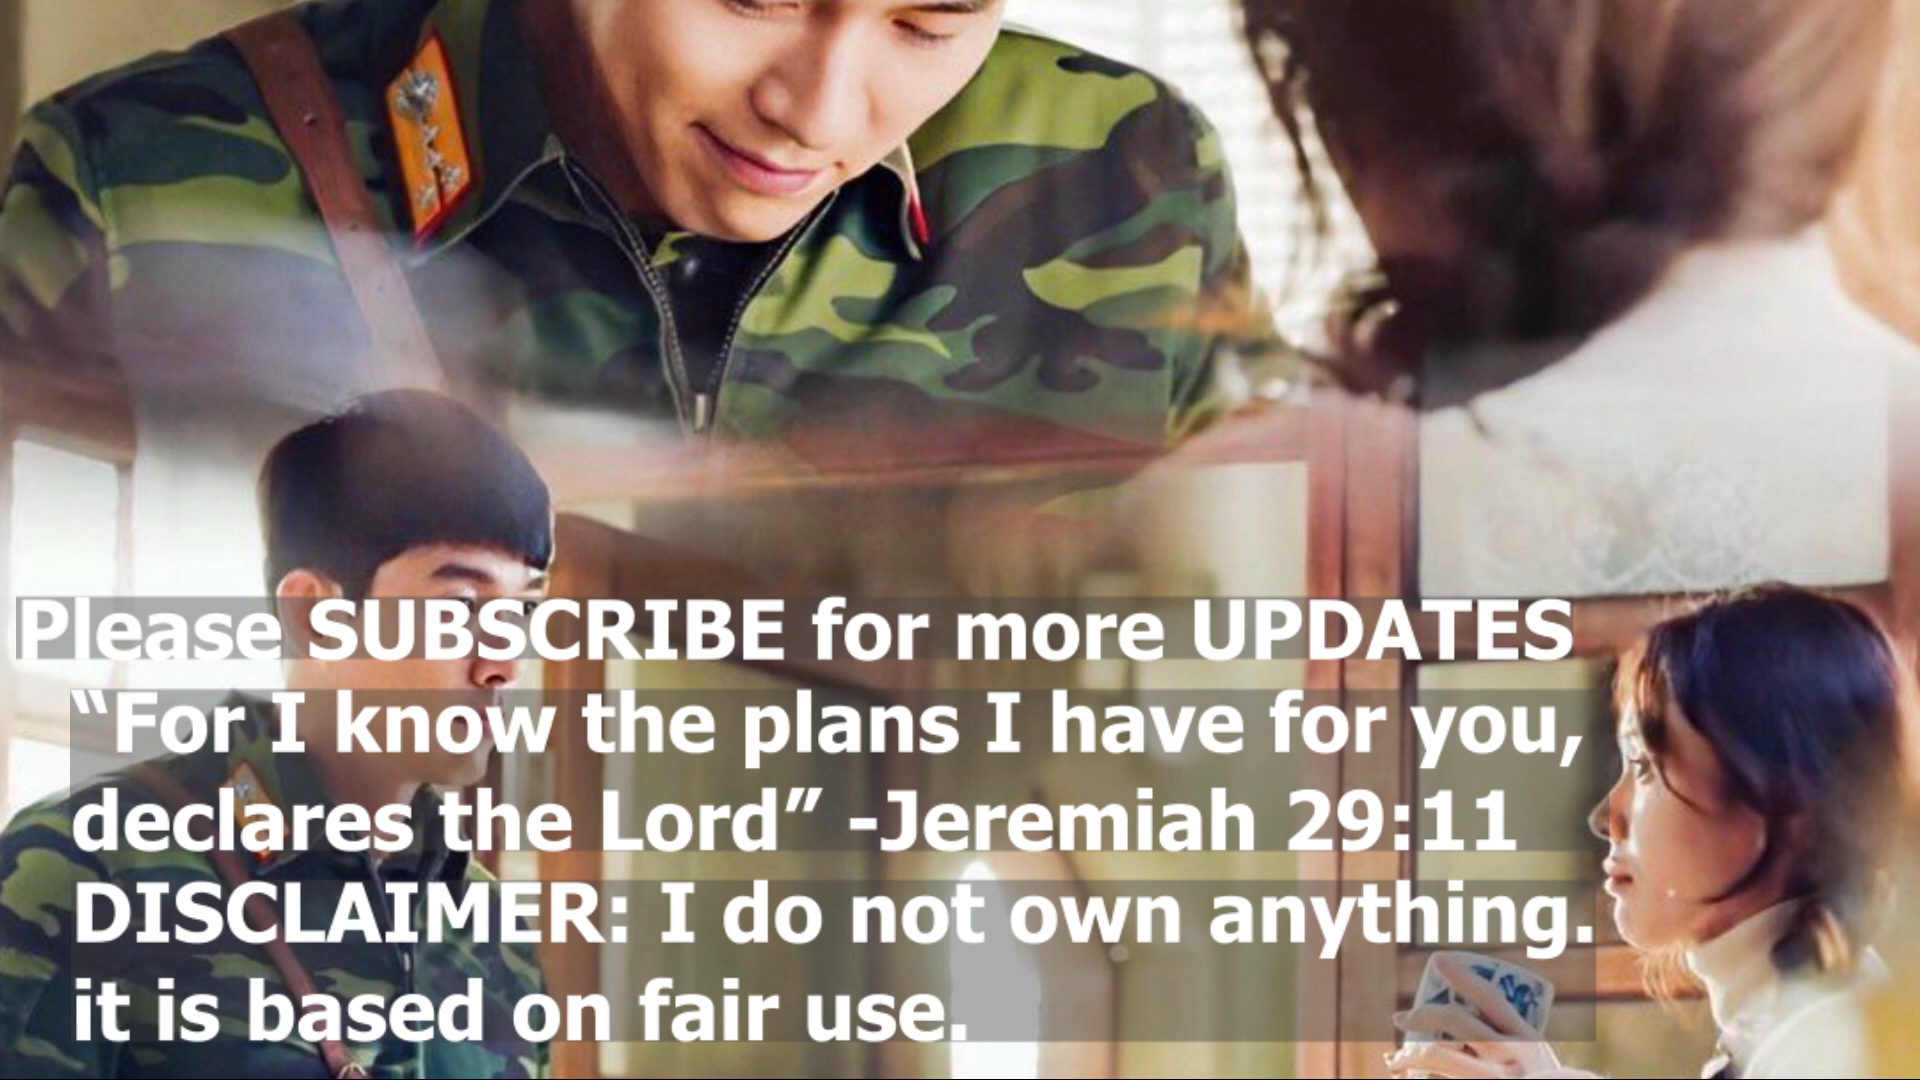 Please SUBSCRIBE for more UPDATES
“For I know the plans I have for you,
declares the Lord” -Jeremiah 29:11
DISCLAIMER: I do not own anything.
it is based on fair use.